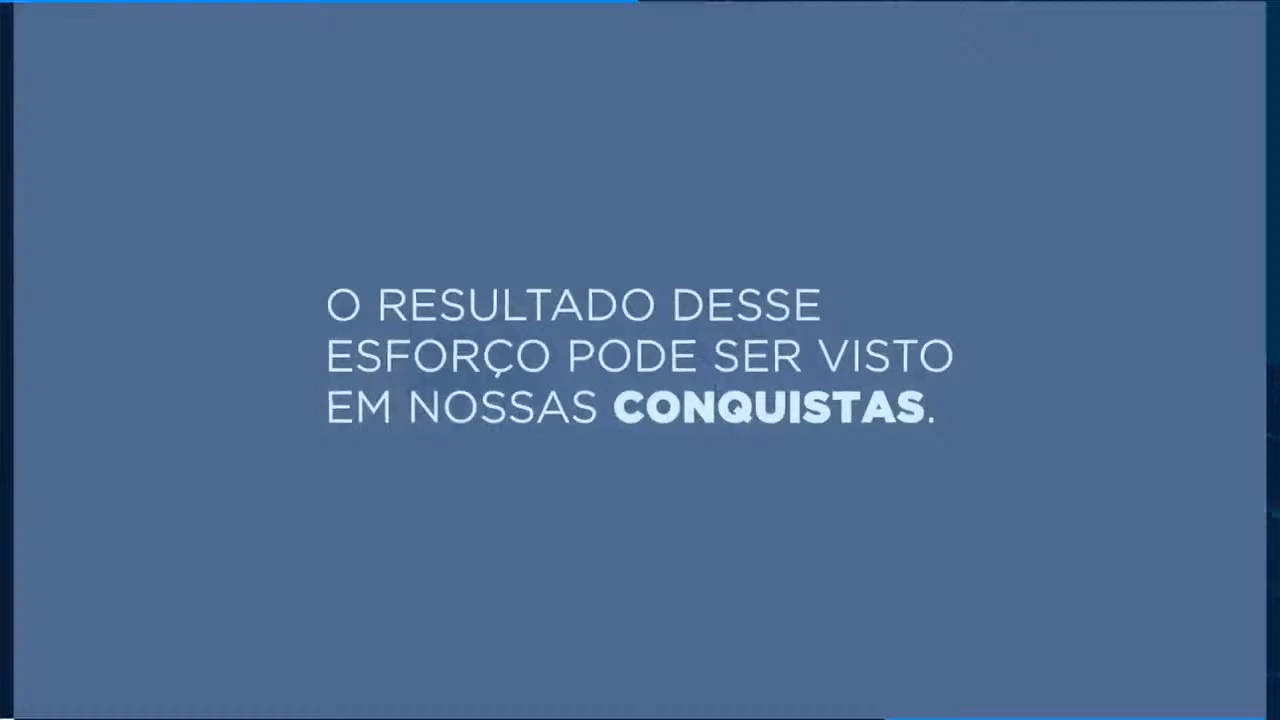 O RESULTADO DESSE
ESFORÇO PODE SER VISTO
EM NOSSAS CONQUISTAS.